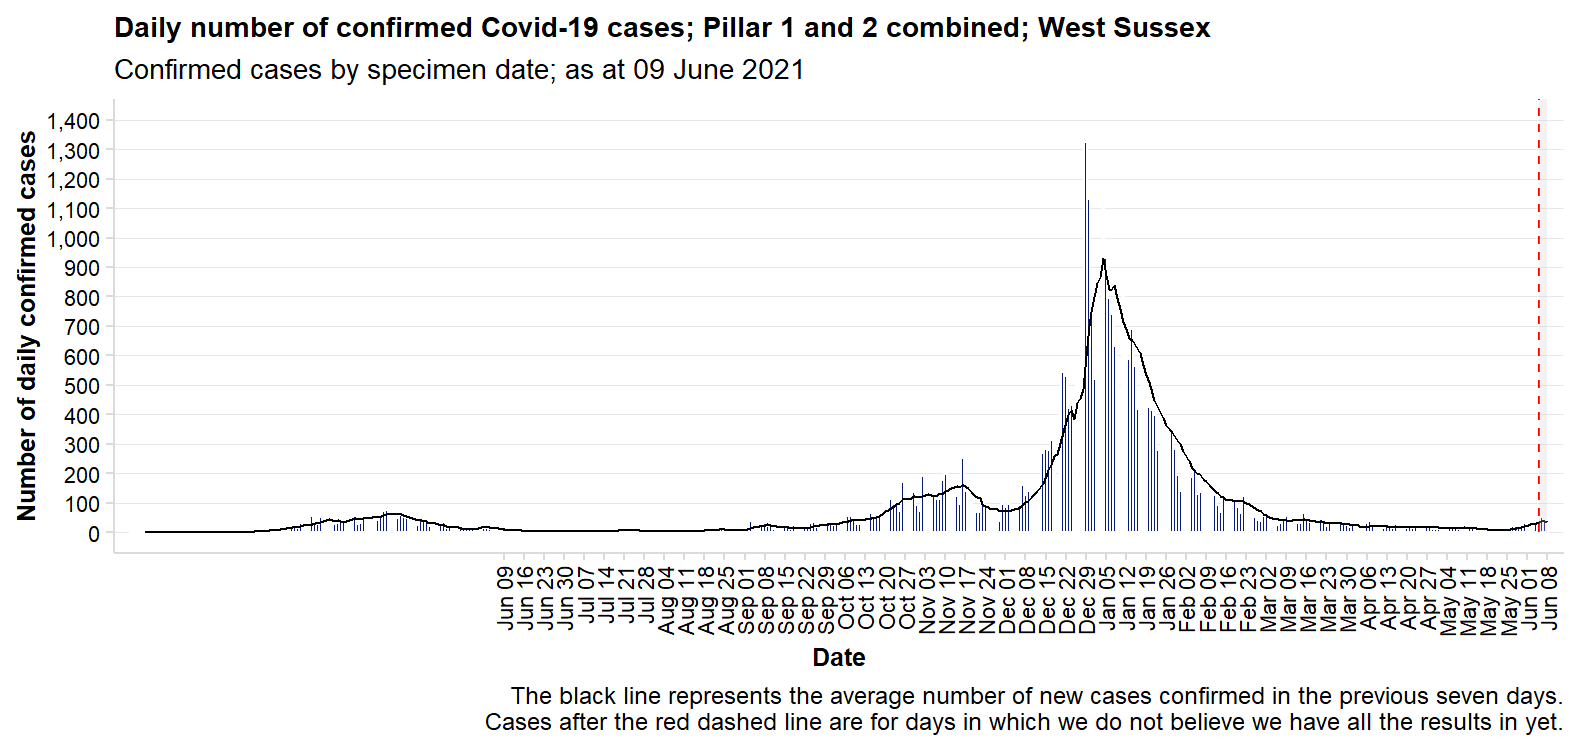 Daily number of confirmed Covid-19 cases; Pillar 1 and 2 combined; West Sussex
Confirmed cases by specimen date; as at 09 June 2021
Number of daily confirmed cases
1,400
1,300
1,200
1,100
1,000
900
800
700
600
500
400
300
200
100
0
Jun 09
Jun 16
Jun 23
Jun 30
Jul 07
Jul 14
Jul 21
Jul 28
Aug 04
Aug 11
Aug 18
Aug 25
Sep 01
Sep 08
Sep 15
Sep 22
Sep 29
Oct 06
Oct 13
Oct 20
Oct 27
Nov 03
Nov 10
Nov 17
Nov 24
Dec 01
Dec 08
Dec 15
Dec 22
Dec 29
Jan 05
Jan 12
Jan 19
Jan 26
Feb 02
Feb 09
Feb 16
Feb 23
Mar 02
Mar 09
Mar 16
Mar 23
Mar 30
Apr 06
Apr 13
Apr 20
Apr 27
May 04
May 11
May 18
May 25
Jun 01
Jun 08
Date
The black line represents the average number of new cases confirmed in the previous seven days.
Cases after the red dashed line are for days in which we do not believe we have all the results in yet.